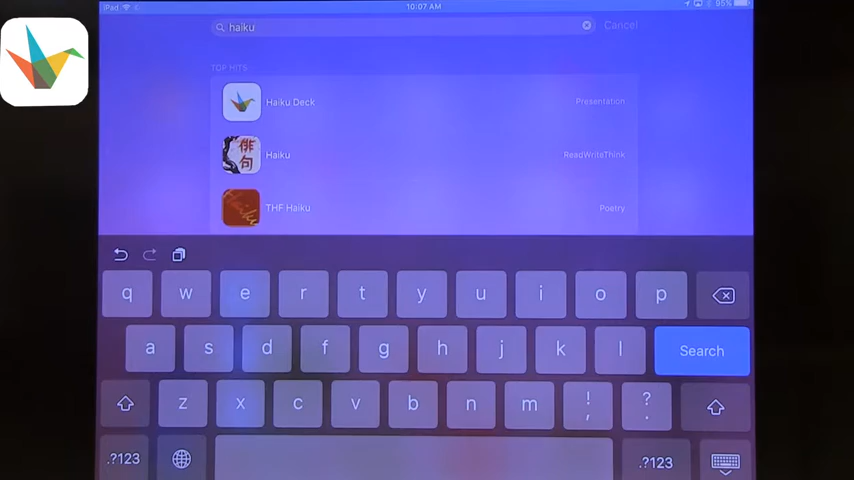 iPad 10:07 AM 95%
haiku Cancel
TOP HITS
Haiku Deck Presentation
俳句
Haiku ReadWriteThink
Haiku
THF Haiku Poetry
q w e r t y u i o p
a s d f g h j k l Search
z x c v b n m ! , ? .
.?123 .?123